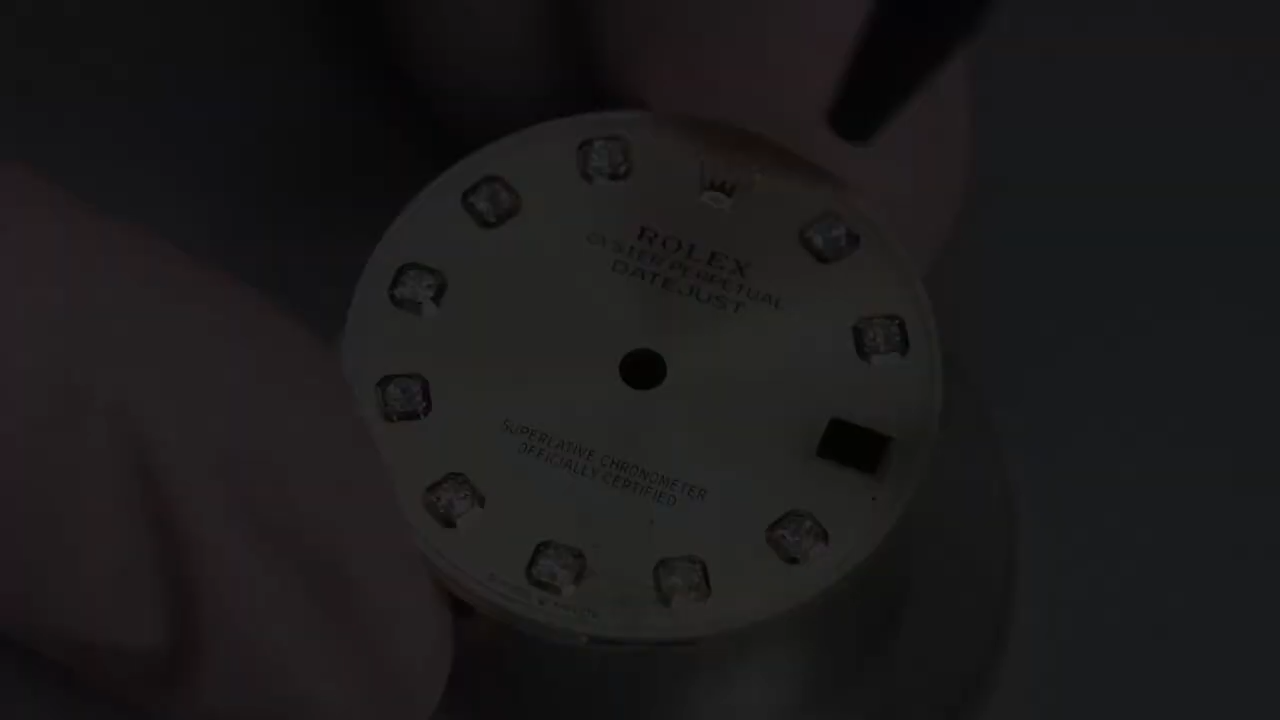 ROLEX
OYSTER PERPETUAL
DATEJUST
SUPERLATIVE CHRONOMETER
OFFICIALLY CERTIFIED